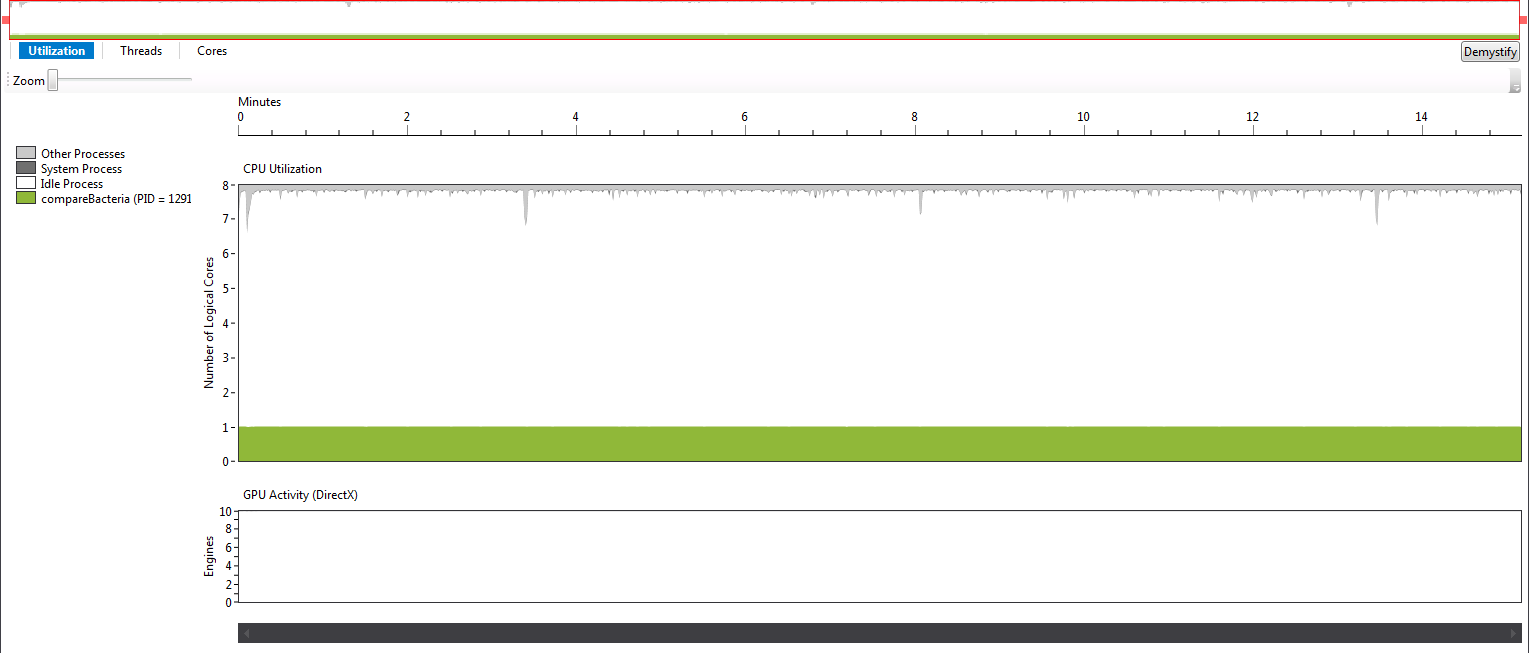 Utilization Threads Cores Demystify
Zoom
Minutes
0 2 4 6 8 10 12 14
Other Processes
System Process
Idle Process
compareBacteria (PID = 1291
CPU Utilization
8
7
6
5
4
3
2
1
0
Number of Logical Cores
GPU Activity (DirectX)
10
8
6
4
2
0
Engines